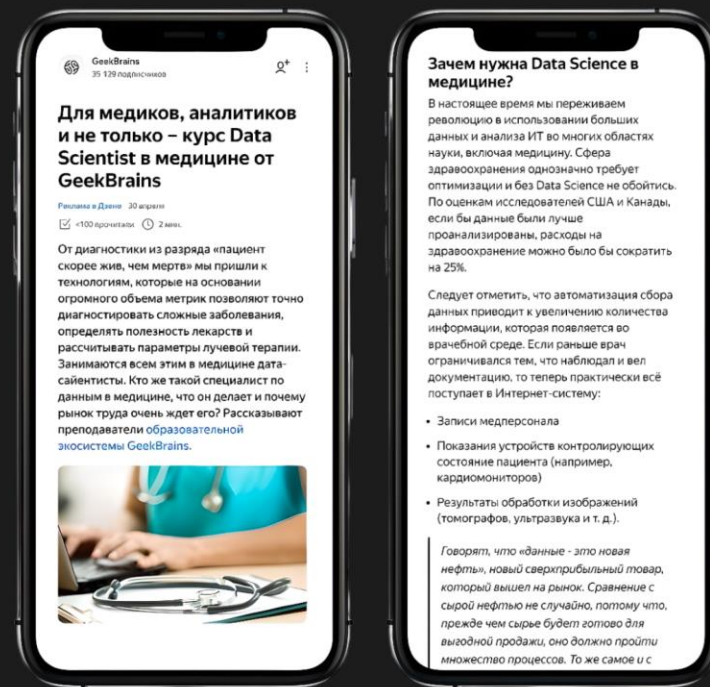 GeekBrains
35 129 подписчиков
Для медиков, аналитиков
и не только – курс Data
Scientist в медицине от
GeekBrains
Реклама в Дзене 30 апреля
<100 прочитали 2 мин.
От диагностики из разряда «пациент
скорее жив, чем мертв» мы пришли к
технологиям, которые на основании
огромного объема метрик позволяют точно
диагностировать сложные заболевания,
определять полезность лекарств и
рассчитывать параметры лучевой терапии.
Занимаются всем этим в медицине дата-
сайентисты. Кто же такой специалист по
данным в медицине, что он делает и почему
рынок труда очень ждет его? Рассказывают
преподаватели образовательной
экосистемы GeekBrains.
Зачем нужна Data Science в
медицине?
В настоящее время мы переживаем
революцию в использовании больших
данных и анализа ИТ во многих областях
науки, включая медицину. Сфера
здравоохранения однозначно требует
оптимизации и без Data Science не обойтись.
По оценкам исследователей США и Канады,
если бы данные были лучше
проанализированы, расходы на
здравоохранение можно было бы сократить
на 25%.
Следует отметить, что автоматизация сбора
данных приводит к увеличению количества
информации, которая появляется во
врачебной среде. Если раньше врач
ограничивался тем, что наблюдал и вел
документацию, то теперь практически всё
поступает в Интернет-систему:
• Записи медперсонала
• Показания устройств контролирующих
состояние пациента (например,
кардиомониторов)
• Результаты обработки изображений
(томографов, ультразвука и т. д.).
Говорят, что «данные - это новая
нефть», новый сверхприбыльный товар,
который вышел на рынок. Сравнение с
сырой нефтью не случайно, потому что,
прежде чем сырье будет готово для
выгодной продажи, оно должно пройти
множество процессов. То же самое и с